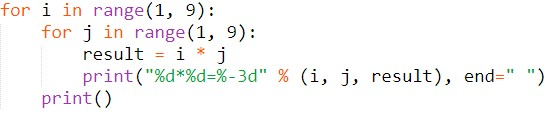 for i in range(1, 9):
    for j in range(1, 9):
        result = i * j
        print("%d*%d=%-3d" % (i, j, result), end=" ")
    print()